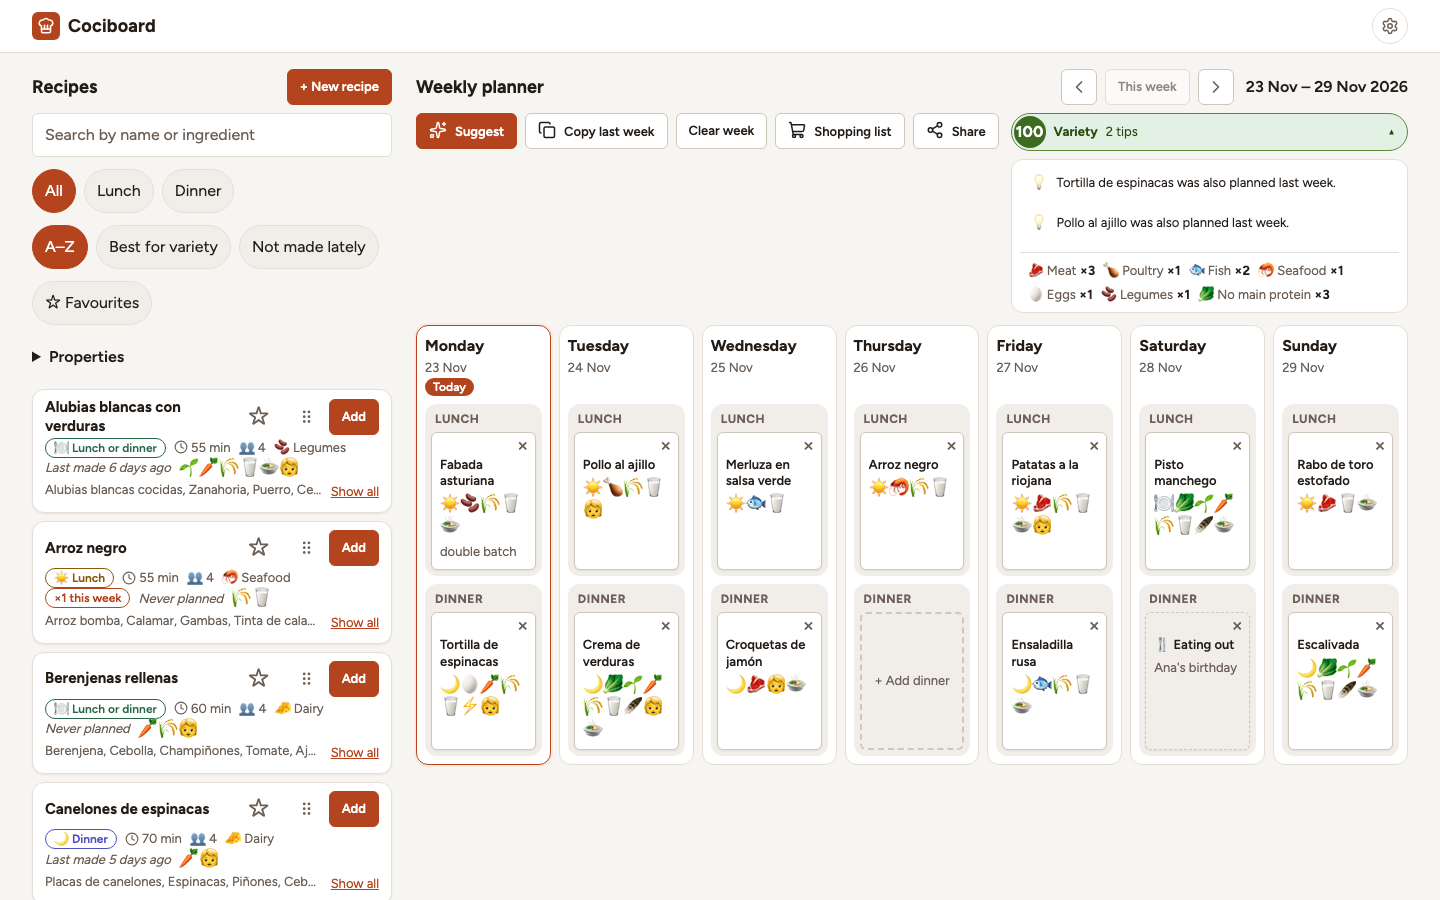 Cociboard
Recipes
+ New recipe
Search by name or ingredient
All
Lunch
Dinner
A–Z
Best for variety
Not made lately
Favourites
Properties
Alubias blancas con
verduras
Add
Lunch or dinner
55 min
4
Legumes
Last made 6 days ago
Alubias blancas cocidas, Zanahoria, Puerro, Ce...
Show all
Arroz negro
Add
Lunch
55 min
4
Seafood
×1 this week
Never planned
Arroz bomba, Calamar, Gambas, Tinta de cala...
Show all
Berenjenas rellenas
Add
Lunch or dinner
60 min
4
Dairy
Never planned
Berenjena, Cebolla, Champiñones, Tomate, Aj...
Show all
Canelones de espinacas
Add
Dinner
70 min
4
Dairy
Last made 5 days ago
Placas de canelones, Espinacas, Piñones, Ceb...
Show all
Weekly planner
This week
23 Nov – 29 Nov 2026
Suggest
Copy last week
Clear week
Shopping list
Share
100
Variety
2 tips
Tortilla de espinacas was also planned last week.
Pollo al ajillo was also planned last week.
Meat ×3 Poultry ×1 Fish ×2 Seafood ×1
Eggs ×1 Legumes ×1 No main protein ×3
Monday
23 Nov
Today
LUNCH
Fabada
asturiana
double batch
DINNER
Tortilla de
espinacas
Tuesday
24 Nov
LUNCH
Pollo al ajillo
DINNER
Crema de
verduras
Wednesday
25 Nov
LUNCH
Merluza en
salsa verde
DINNER
Croquetas de
jamón
Thursday
26 Nov
LUNCH
Arroz negro
DINNER
+ Add dinner
Friday
27 Nov
LUNCH
Patatas a la
riojana
DINNER
Ensaladilla
rusa
Saturday
28 Nov
LUNCH
Pisto
manchego
DINNER
Eating out
Ana's birthday
Sunday
29 Nov
LUNCH
Rabo de toro
estofado
DINNER
Escalivada